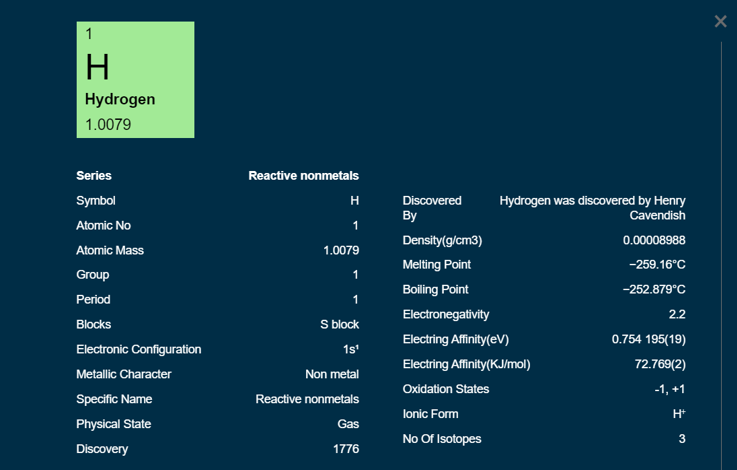 1
H
Hydrogen
1.0079
Series Reactive nonmetals
Symbol H
Atomic No 1
Atomic Mass 1.0079
Group 1
Period 1
Blocks S block
Electronic Configuration 1s¹
Metallic Character Non metal
Specific Name Reactive nonmetals
Physical State Gas
Discovery 1776
Discovered Hydrogen was discovered by Henry
By Cavendish
Density(g/cm3) 0.00008988
Melting Point −259.16°C
Boiling Point −252.879°C
Electronegativity 2.2
Electring Affinity(eV) 0.754 195(19)
Electring Affinity(KJ/mol) 72.769(2)
Oxidation States -1, +1
Ionic Form H⁺
No Of Isotopes 3